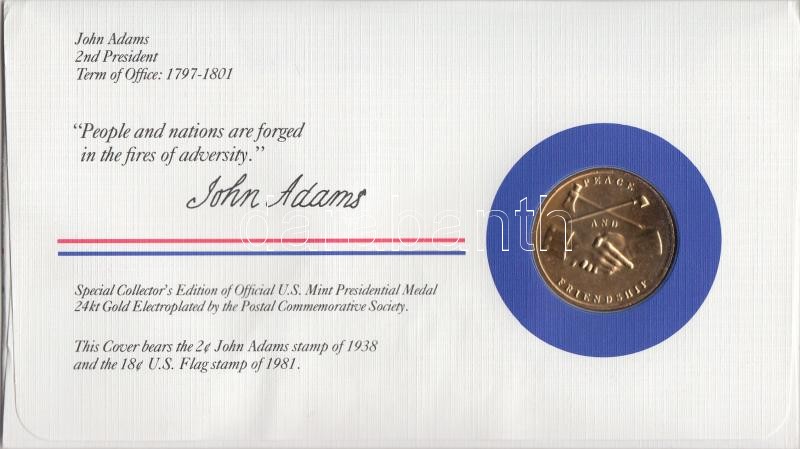 John Adams
2nd President
Term of Office: 1797-1801
“People and nations are forged
in the fires of adversity.”
John Adams
PEACE
AND
FRIENDSHIP
darabanth
Special Collector's Edition of Official U.S. Mint Presidential Medal
24kt Gold Electroplated by the Postal Commemorative Society.
This Cover bears the 2¢ John Adams stamp of 1938
and the 18¢ U.S. Flag stamp of 1981.